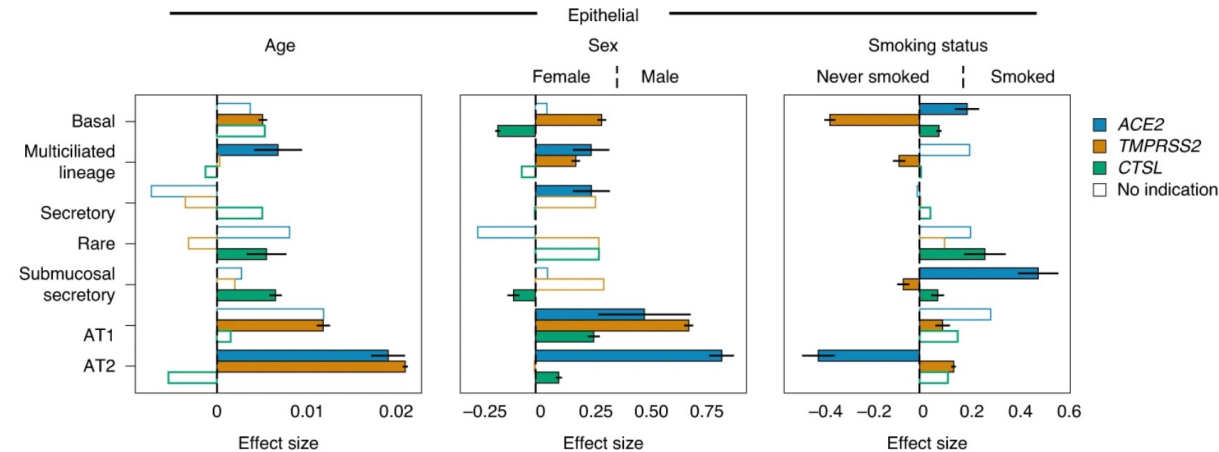 Epithelial
Age
Sex
Smoking status
Female
Male
Never smoked
Smoked
Basal
Multiciliated
lineage
Secretory
Rare
Submucosal
secretory
AT1
AT2
ACE2
TMPRSS2
CTSL
No indication
0 0.01 0.02
−0.25 0 0.25 0.50 0.75
−0.4 −0.2 0 0.2 0.4 0.6
Effect size
Effect size
Effect size